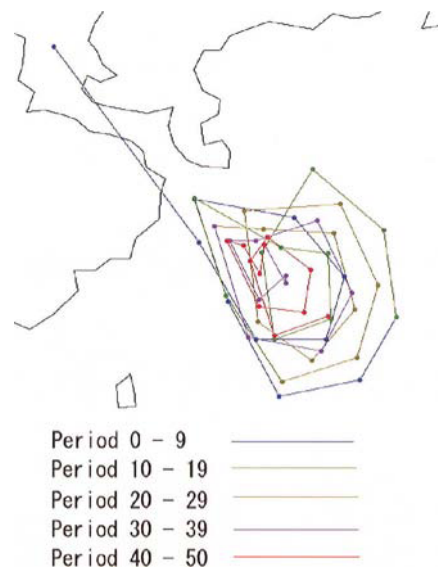 Period 0 - 9
Period 10 - 19
Period 20 - 29
Period 30 - 39
Period 40 - 50